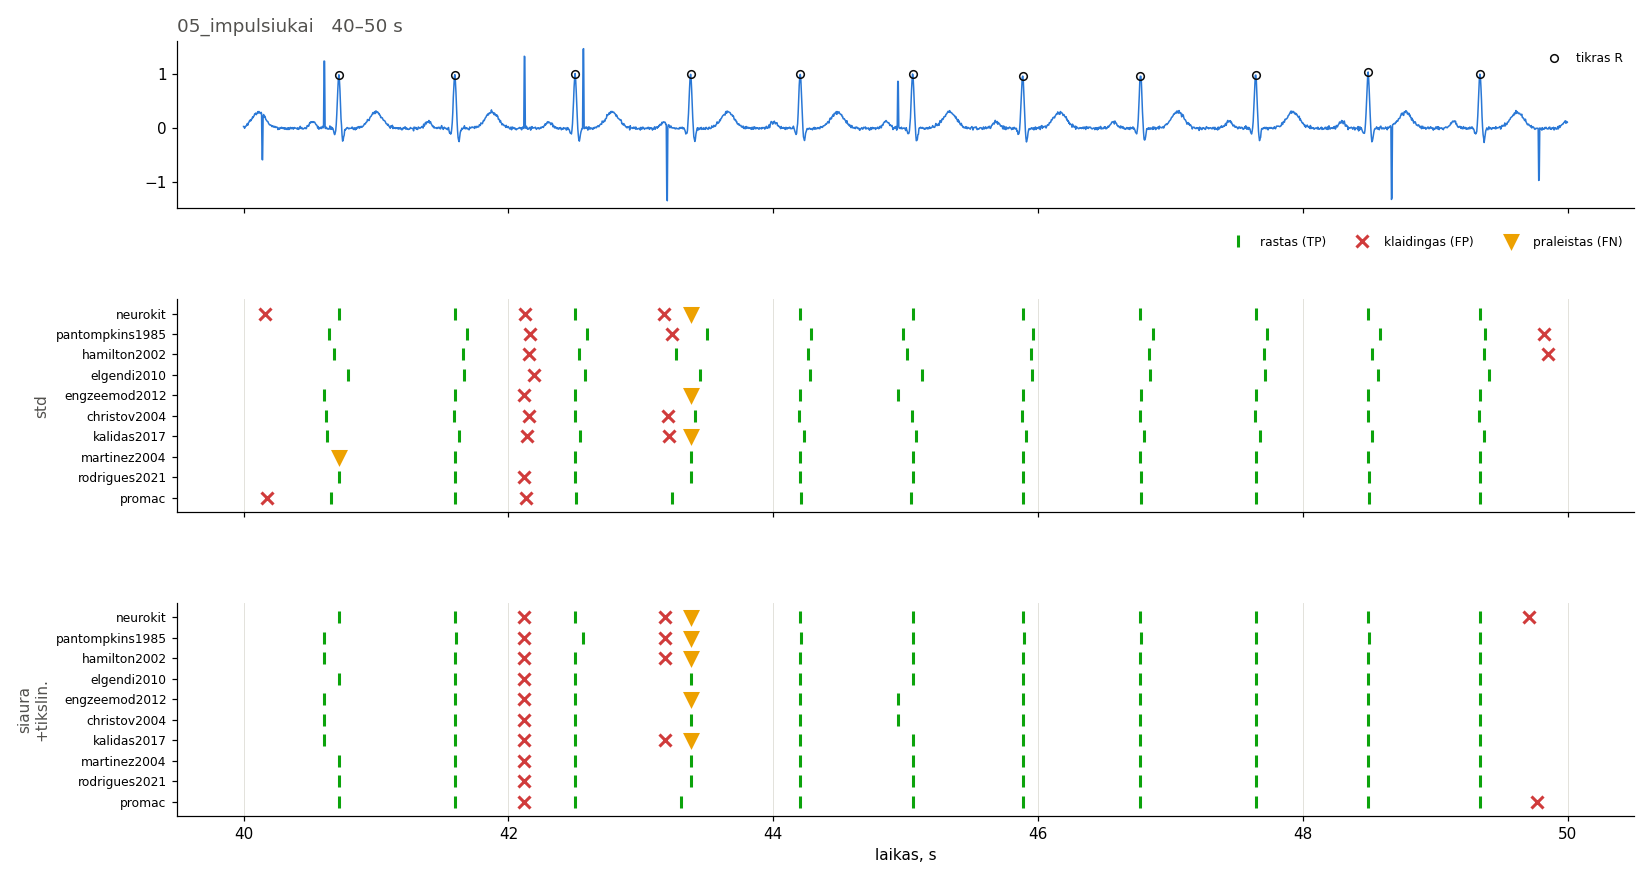 05_impulsiukai   40–50 s
tikras R
1
0
−1
rastas (TP)
klaidingas (FP)
praleistas (FN)
std
neurokit
pantompkins1985
hamilton2002
elgendi2010
engzeemod2012
christov2004
kalidas2017
martinez2004
rodrigues2021
promac
siaura
+tikslin.
neurokit
pantompkins1985
hamilton2002
elgendi2010
engzeemod2012
christov2004
kalidas2017
martinez2004
rodrigues2021
promac
40
42
44
46
48
50
laikas, s